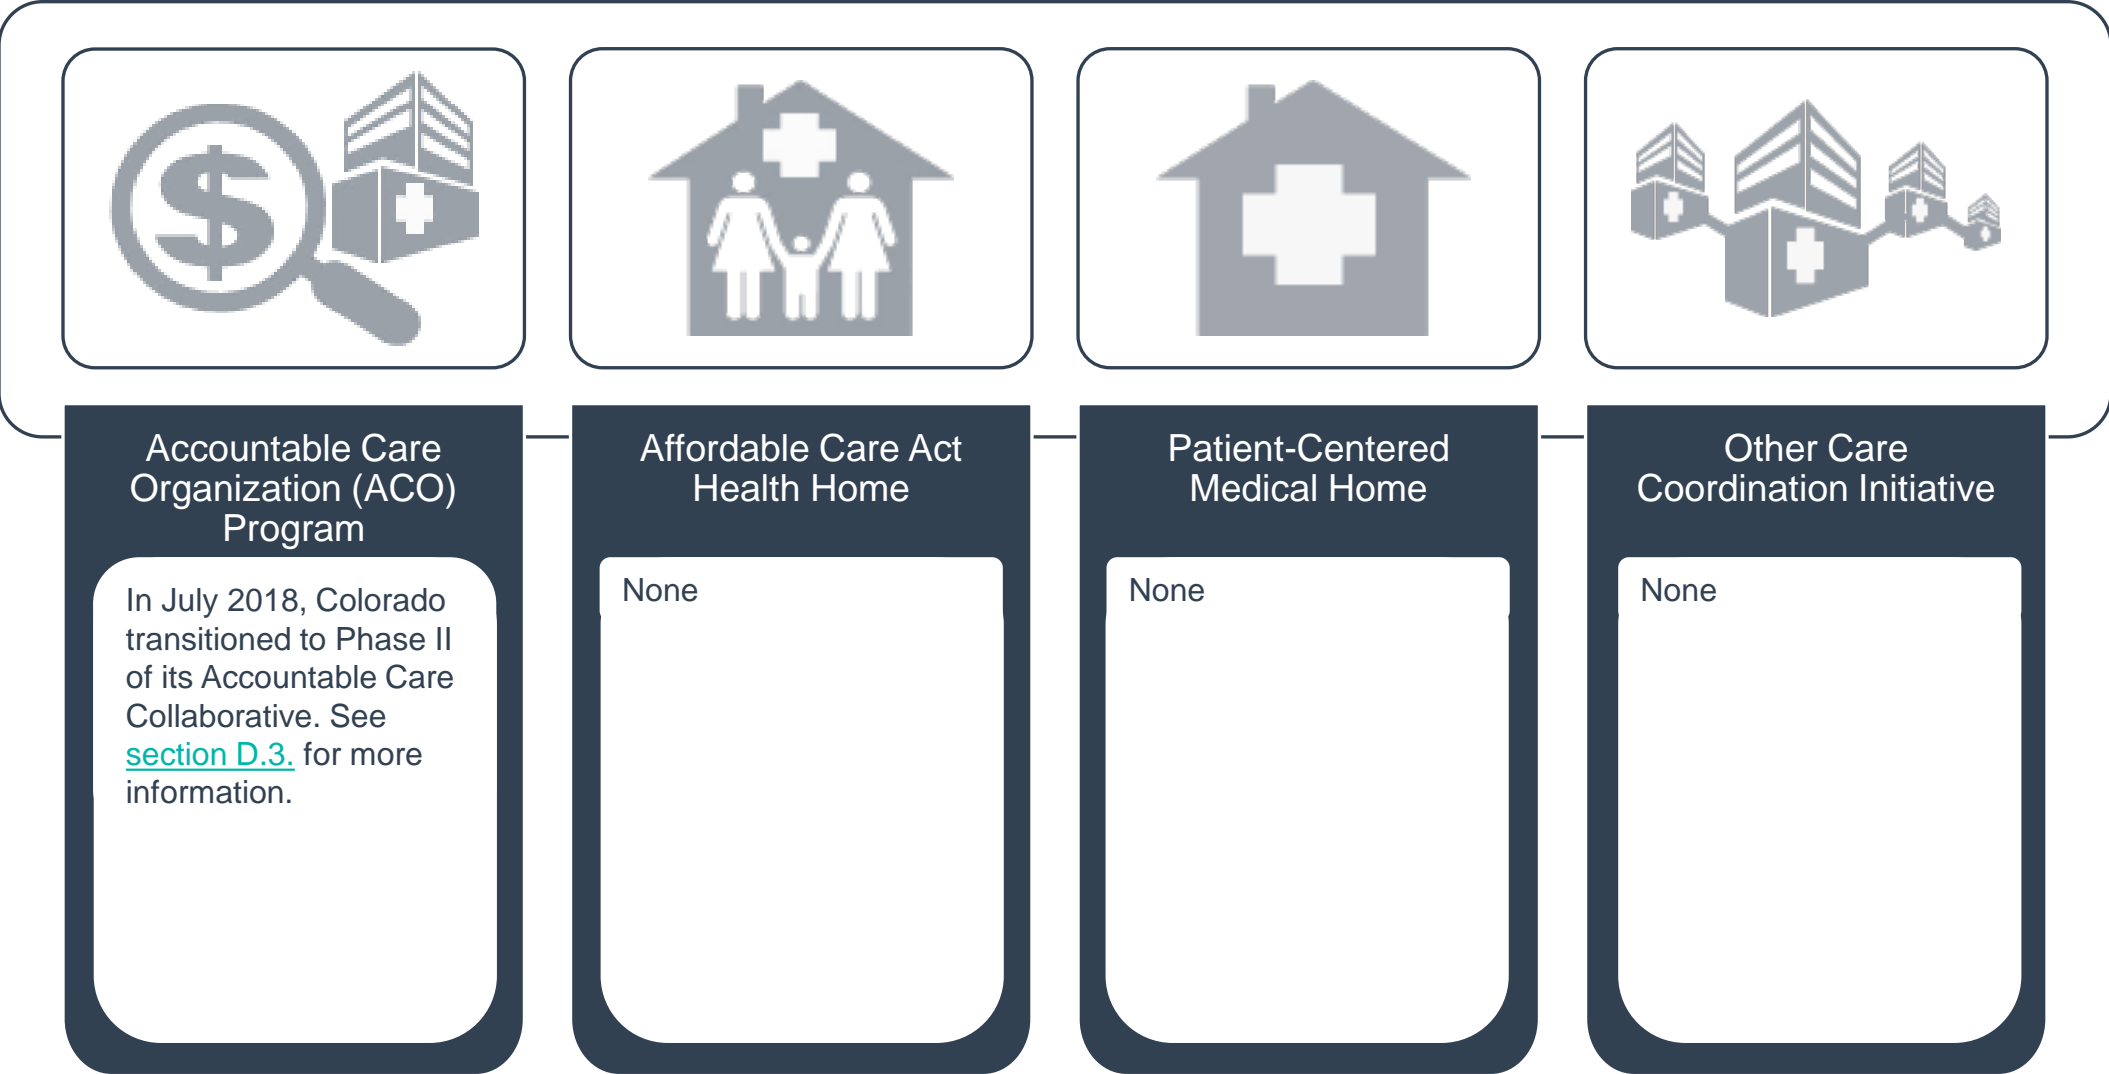 Accountable Care
Organization (ACO)
Program
In July 2018, Colorado
transitioned to Phase II
of its Accountable Care
Collaborative. See
section D.3. for more
information.
Affordable Care Act
Health Home
None
Patient-Centered
Medical Home
None
Other Care
Coordination Initiative
None